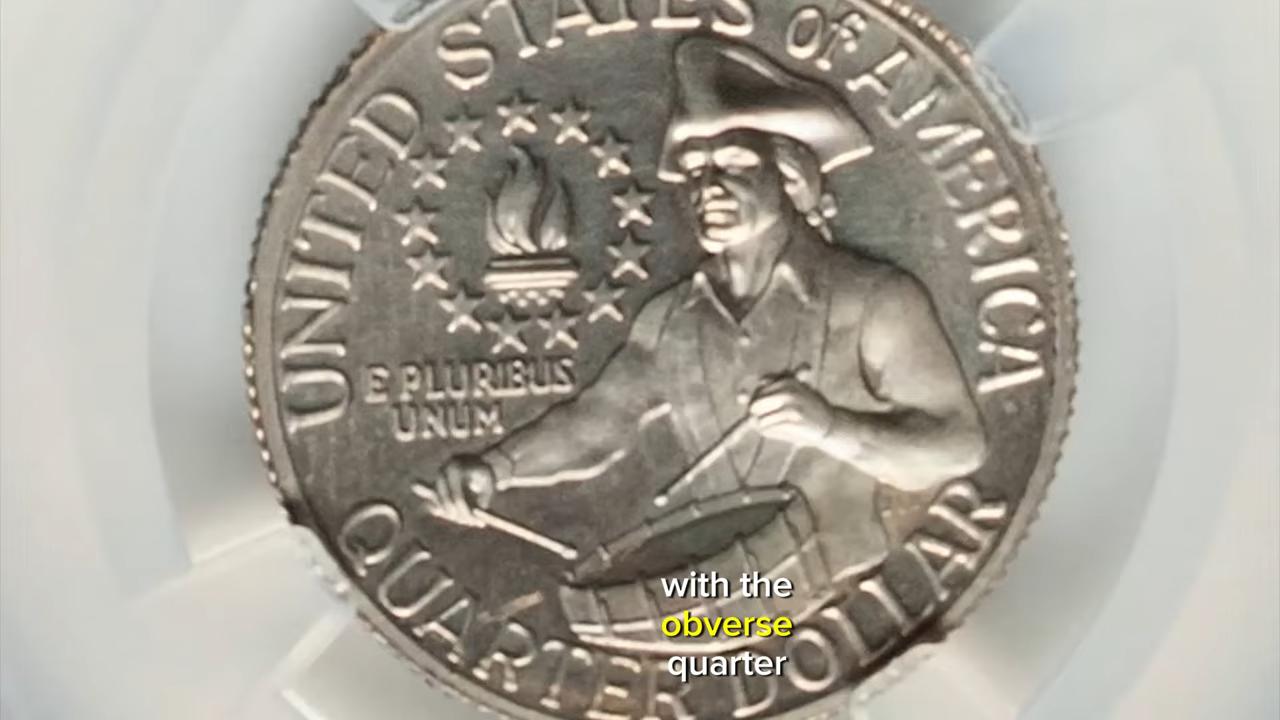 UNITED STATES of AMERICA
E PLURIBUS
UNUM
QUARTER DOLLAR
with the
obverse
quarter